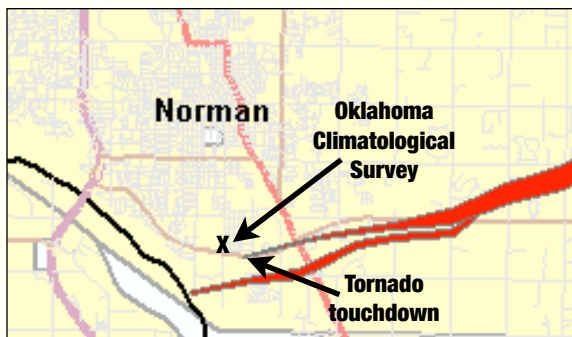 Norman
Oklahoma
Climatological
Survey
X
Tornado
touchdown